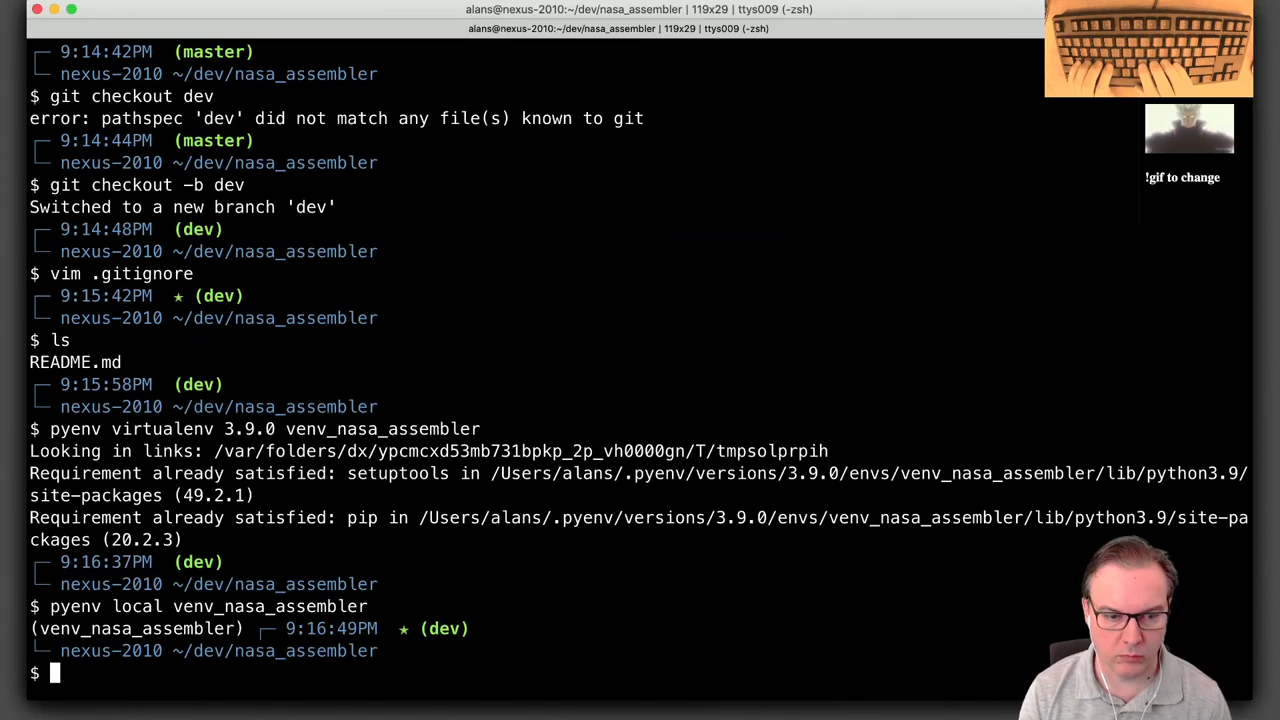 alans@nexus-2010:~/dev/nasa_assembler | 119x29 | ttys009 (-zsh)
alans@nexus-2010:~/dev/nasa_assembler | 119x29 | ttys009 (-zsh)
9:14:42PM (master)
nexus-2010 ~/dev/nasa_assembler
$ git checkout dev
error: pathspec 'dev' did not match any file(s) known to git
9:14:44PM (master)
nexus-2010 ~/dev/nasa_assembler
$ git checkout -b dev
Switched to a new branch 'dev'
9:14:48PM (dev)
nexus-2010 ~/dev/nasa_assembler
$ vim .gitignore
9:15:42PM ★ (dev)
nexus-2010 ~/dev/nasa_assembler
$ ls
README.md
9:15:58PM (dev)
nexus-2010 ~/dev/nasa_assembler
$ pyenv virtualenv 3.9.0 venv_nasa_assembler
Looking in links: /var/folders/dx/ypcmcxd53mb731bpkp_2p_vh0000gn/T/tmpsolprpih
Requirement already satisfied: setuptools in /Users/alans/.pyenv/versions/3.9.0/envs/venv_nasa_assembler/lib/python3.9/
site-packages (49.2.1)
Requirement already satisfied: pip in /Users/alans/.pyenv/versions/3.9.0/envs/venv_nasa_assembler/lib/python3.9/site-pa
ckages (20.2.3)
9:16:37PM (dev)
nexus-2010 ~/dev/nasa_assembler
$ pyenv local venv_nasa_assembler
(venv_nasa_assembler) 9:16:49PM ★ (dev)
nexus-2010 ~/dev/nasa_assembler
$
!gif to change